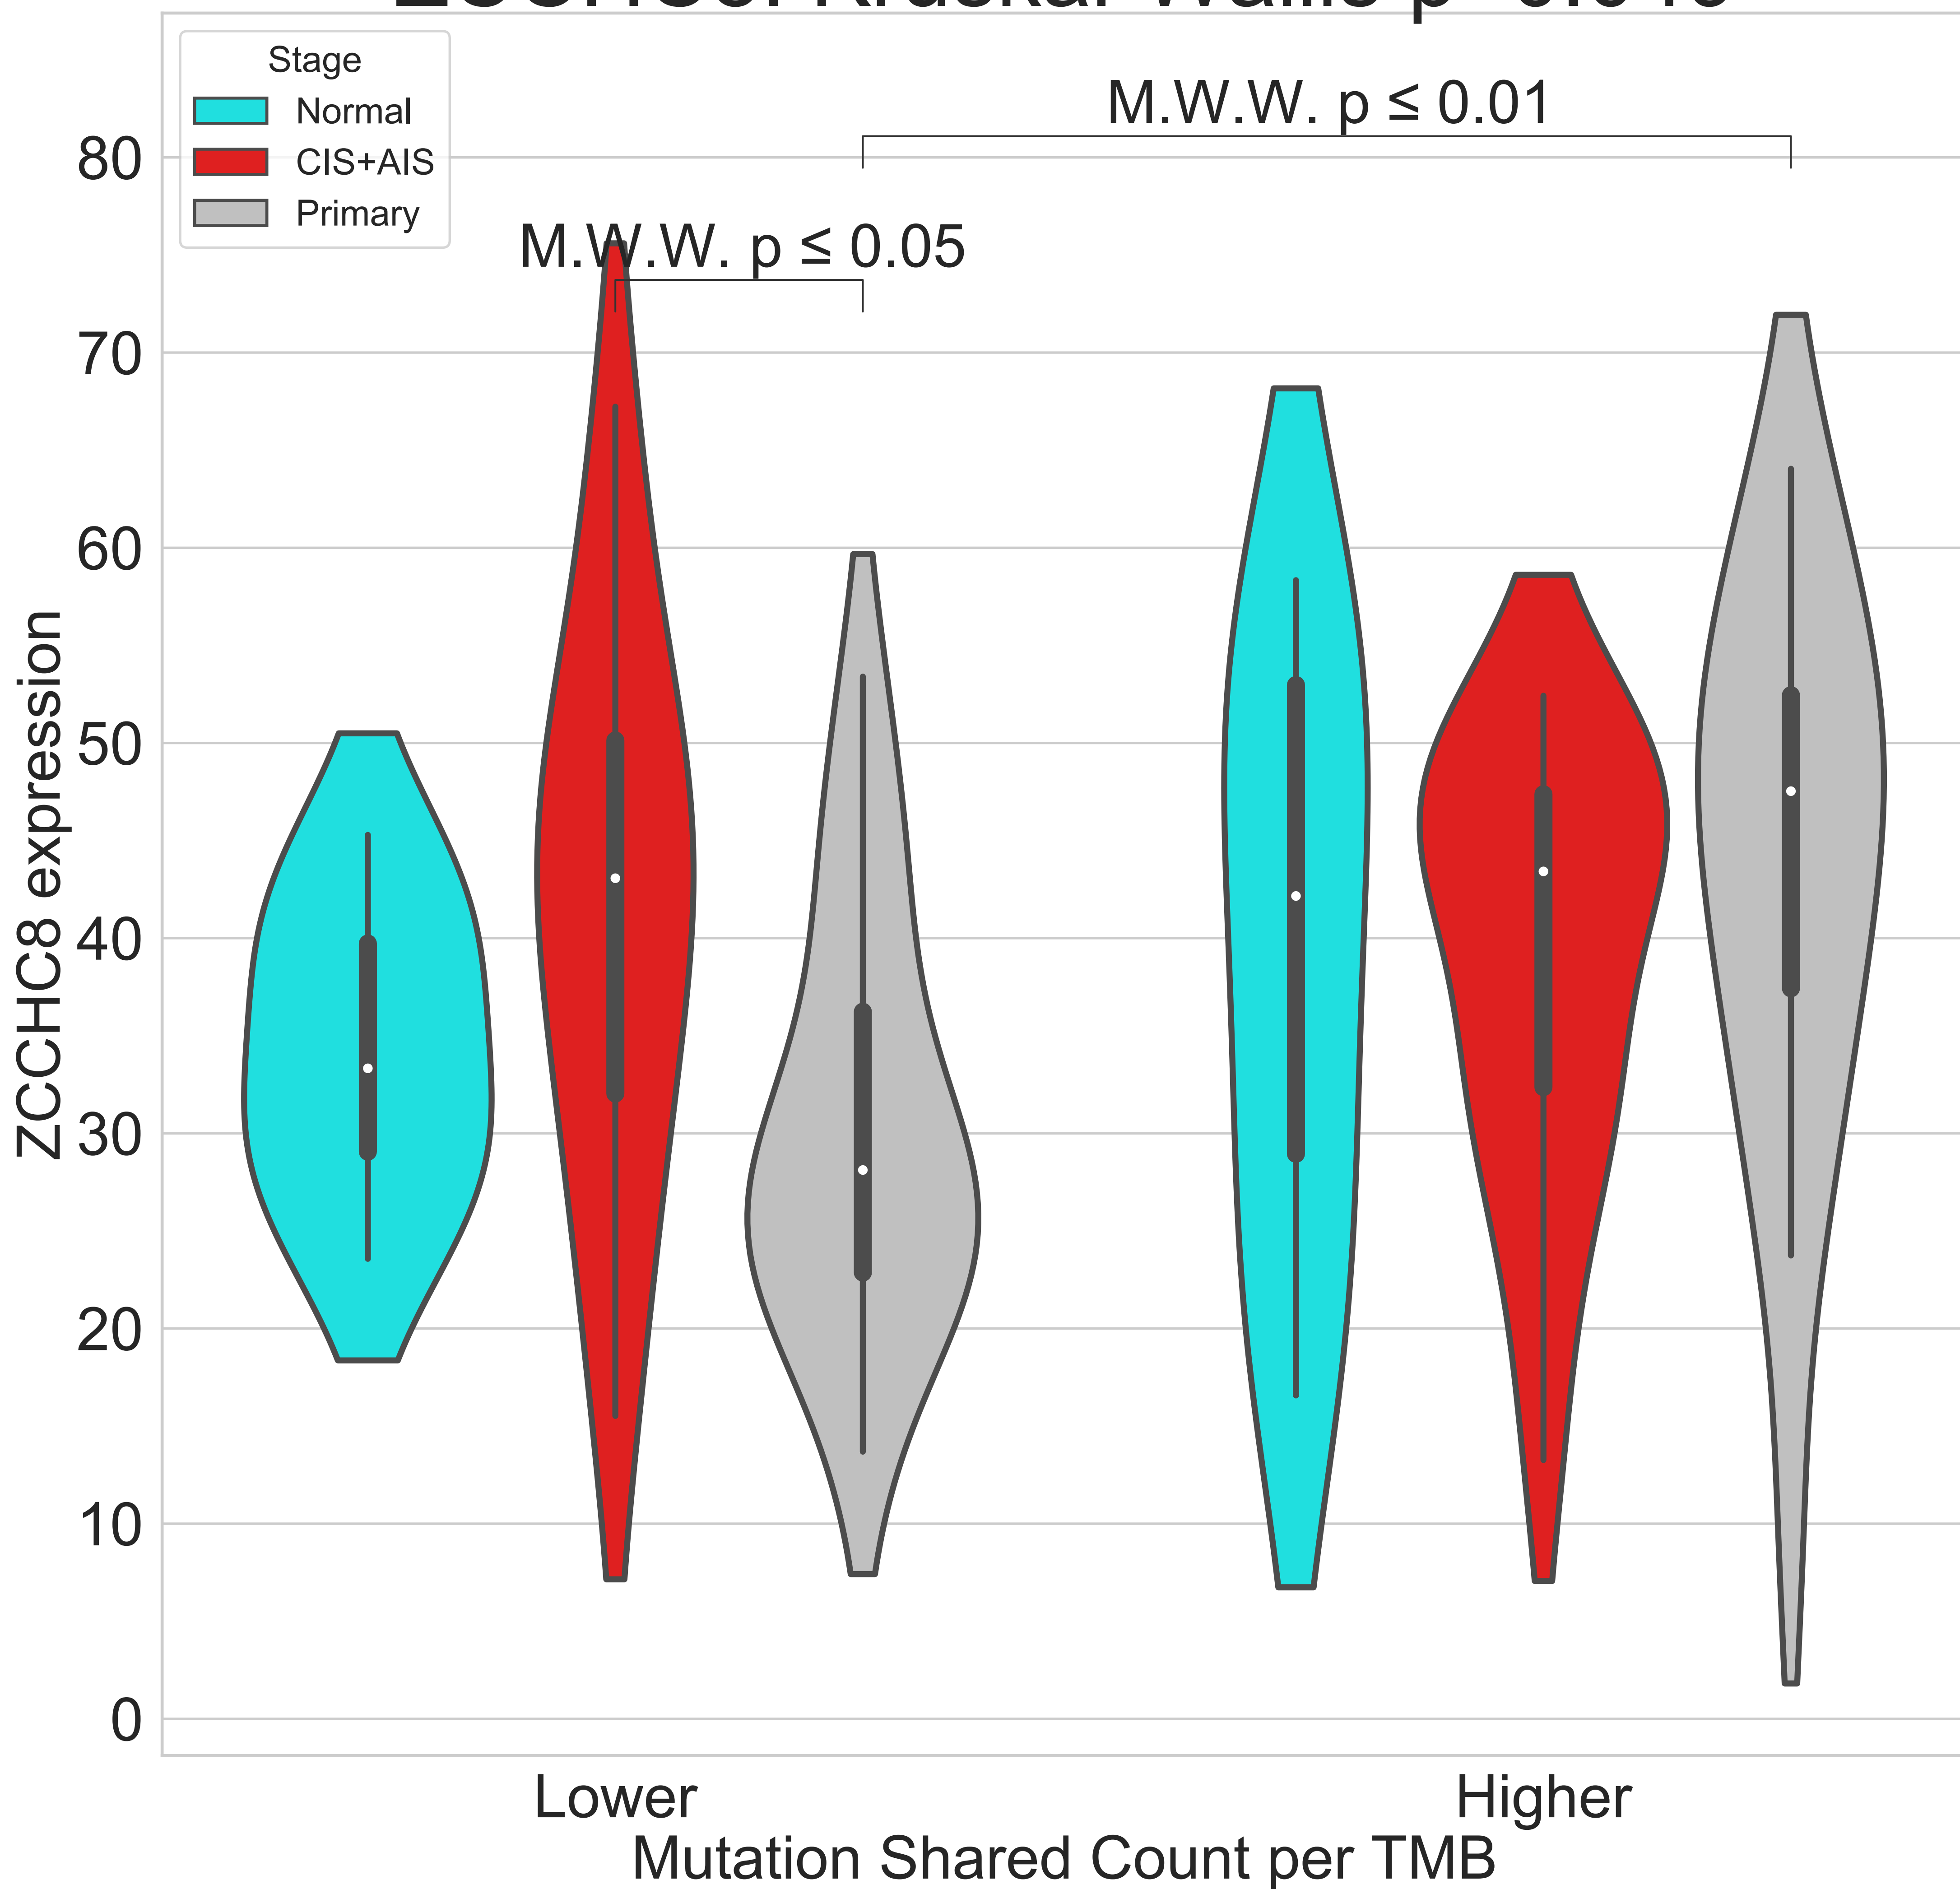 Stage
Normal
CIS+AIS
Primary
M.W.W. p ≤ 0.01
M.W.W. p ≤ 0.05
80
70
60
50
40
30
20
10
0
ZCCHC8 expression
Lower
Higher
Mutation Shared Count per TMB